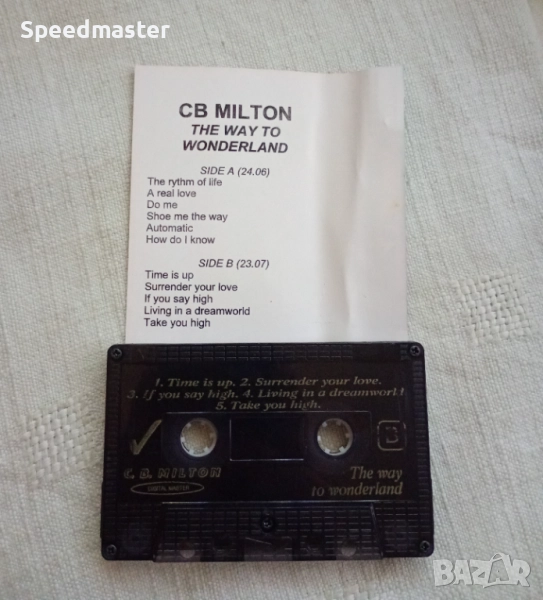 Speedmaster
CB MILTON
THE WAY TO
WONDERLAND
SIDE A (24.06)
The rythm of life
A real love
Do me
Shoe me the way
Automatic
How do I know
SIDE B (23.07)
Time is up
Surrender your love
If you say high
Living in a dreamworld
Take you high
1. Time is up. 2. Surrender your love.
3. If you say high. 4. Living in a dreamworld
5. Take you high.
B
C. B. MILTON
DIGITAL MASTER
The way
to wonderland
BAZAR